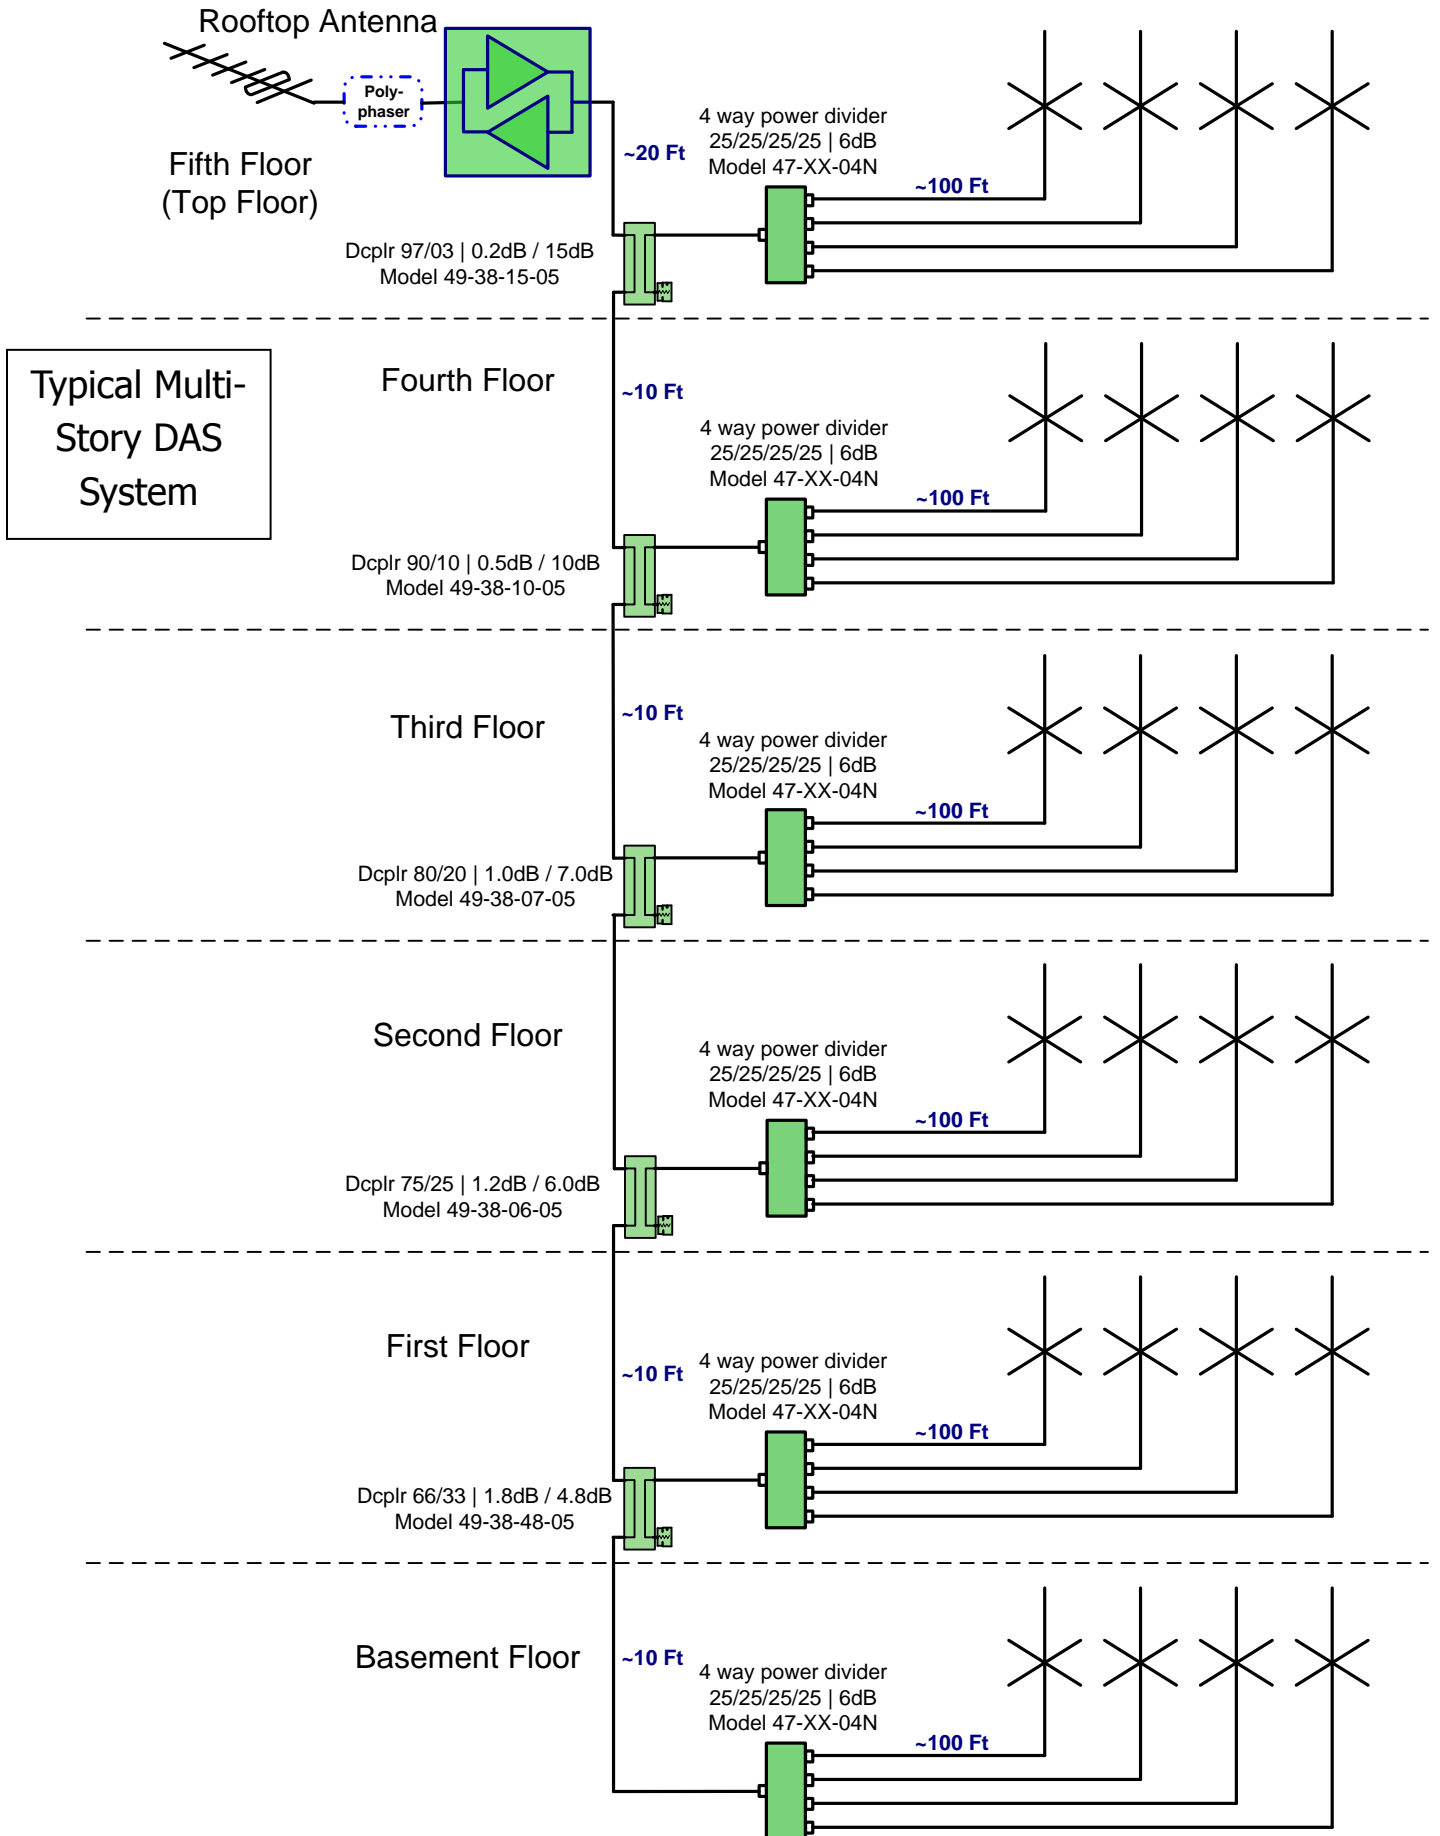 Rooftop Antenna
Poly-
phaser
Fifth Floor
(Top Floor)
~20 Ft
4 way power divider
25/25/25/25 | 6dB
Model 47-XX-04N
~100 Ft
Dcplr 97/03 | 0.2dB / 15dB
Model 49-38-15-05
Typical Multi-
Story DAS
System
Fourth Floor
~10 Ft
4 way power divider
25/25/25/25 | 6dB
Model 47-XX-04N
~100 Ft
Dcplr 90/10 | 0.5dB / 10dB
Model 49-38-10-05
Third Floor
~10 Ft
4 way power divider
25/25/25/25 | 6dB
Model 47-XX-04N
~100 Ft
Dcplr 80/20 | 1.0dB / 7.0dB
Model 49-38-07-05
Second Floor
4 way power divider
25/25/25/25 | 6dB
Model 47-XX-04N
~100 Ft
Dcplr 75/25 | 1.2dB / 6.0dB
Model 49-38-06-05
First Floor
~10 Ft
4 way power divider
25/25/25/25 | 6dB
Model 47-XX-04N
~100 Ft
Dcplr 66/33 | 1.8dB / 4.8dB
Model 49-38-48-05
Basement Floor
~10 Ft
4 way power divider
25/25/25/25 | 6dB
Model 47-XX-04N
~100 Ft